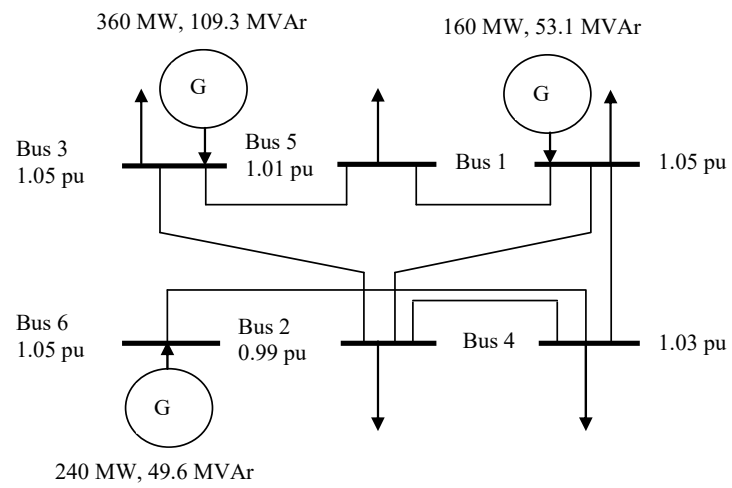 360 MW, 109.3 MVAr
160 MW, 53.1 MVAr
G
G
Bus 3
1.05 pu
Bus 5
1.01 pu
Bus 1
1.05 pu
Bus 6
1.05 pu
Bus 2
0.99 pu
Bus 4
1.03 pu
G
240 MW, 49.6 MVAr